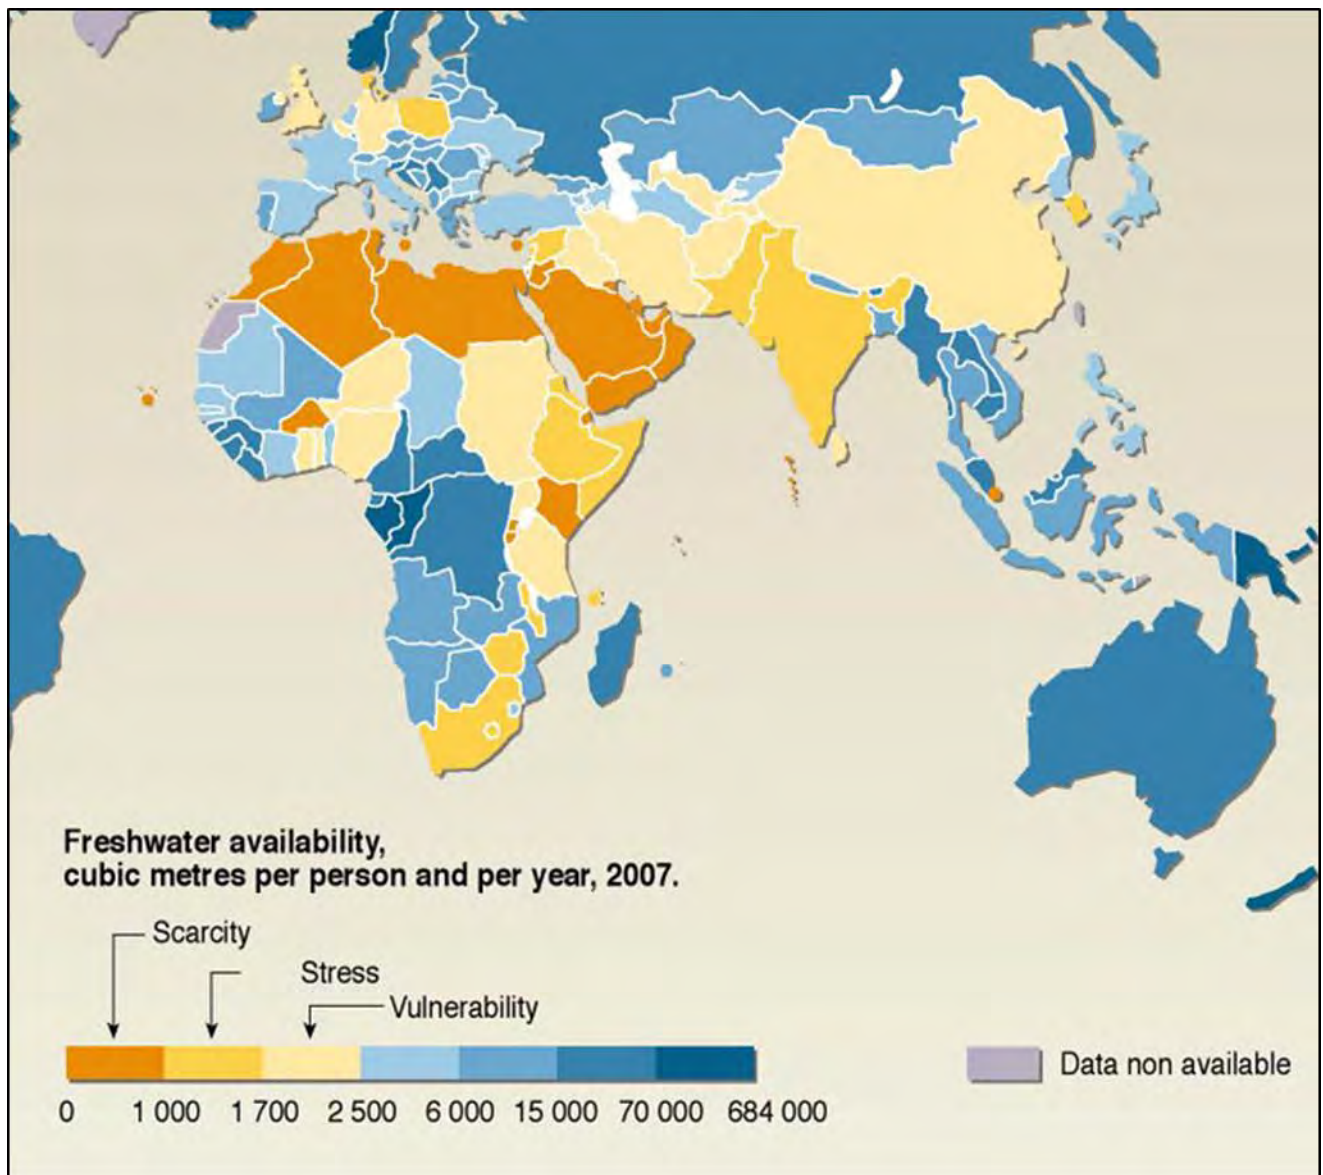 Freshwater availability,
cubic metres per person and per year, 2007.
Scarcity
Stress
Vulnerability
0 1 000 1 700 2 500 6 000 15 000 70 000 684 000
Data non available